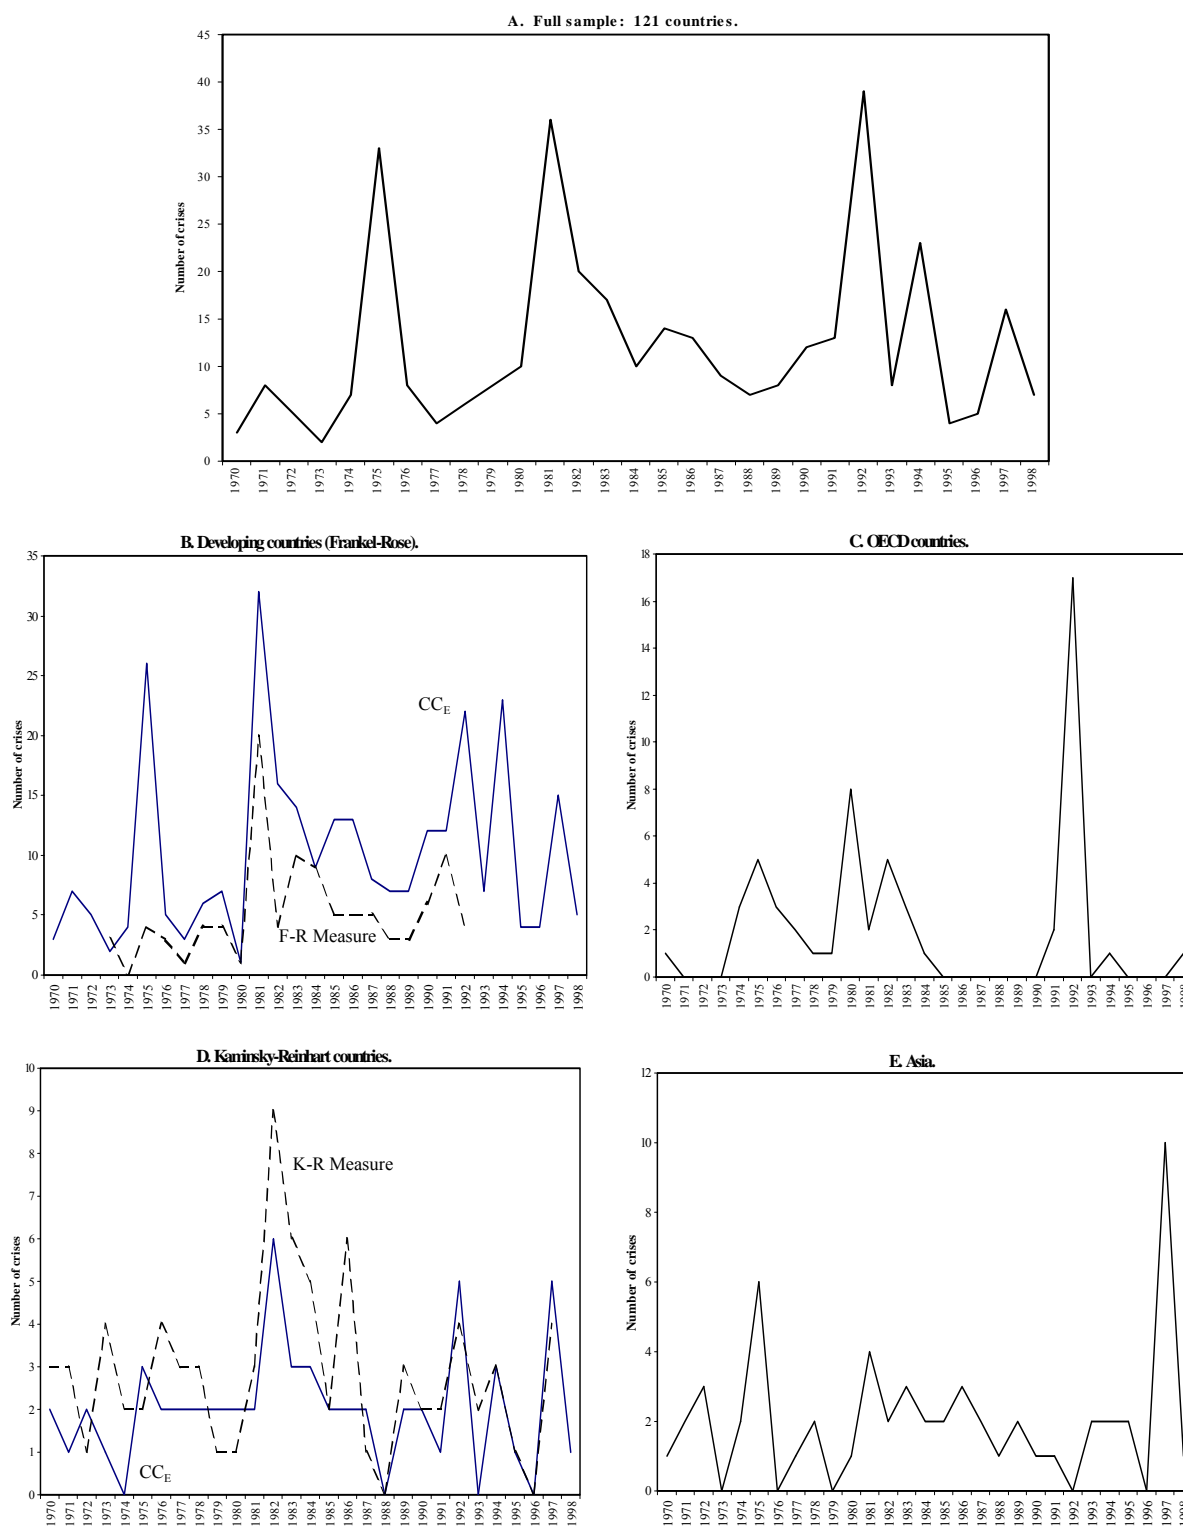 A. Full sample: 121 countries.
45
40
35
30
25
20
15
10
5
0
Number of crises
1970 1971 1972 1973 1974 1975 1976 1977 1978 1979 1980 1981 1982 1983 1984 1985 1986 1987 1988 1989 1990 1991 1992 1993 1994 1995 1996 1997 1998
B. Developing countries (Frankel-Rose).
35
30
25
20
15
10
5
0
Number of crises
CCE
F-R Measure
1970 1971 1972 1973 1974 1975 1976 1977 1978 1979 1980 1981 1982 1983 1984 1985 1986 1987 1988 1989 1990 1991 1992 1993 1994 1995 1996 1997 1998
C. OECD countries.
18
16
14
12
10
8
6
4
2
0
Number of crises
1970 1971 1972 1973 1974 1975 1976 1977 1978 1979 1980 1981 1982 1983 1984 1985 1986 1987 1988 1989 1990 1991 1992 1993 1994 1995 1996 1997 1998
D. Kaminsky-Reinhart countries.
10
9
8
7
6
5
4
3
2
1
0
Number of crises
K-R Measure
CCE
1970 1971 1972 1973 1974 1975 1976 1977 1978 1979 1980 1981 1982 1983 1984 1985 1986 1987 1988 1989 1990 1991 1992 1993 1994 1995 1996 1997 1998
E. Asia.
12
10
8
6
4
2
0
Number of crises
1970 1971 1972 1973 1974 1975 1976 1977 1978 1979 1980 1981 1982 1983 1984 1985 1986 1987 1988 1989 1990 1991 1992 1993 1994 1995 1996 1997 1998